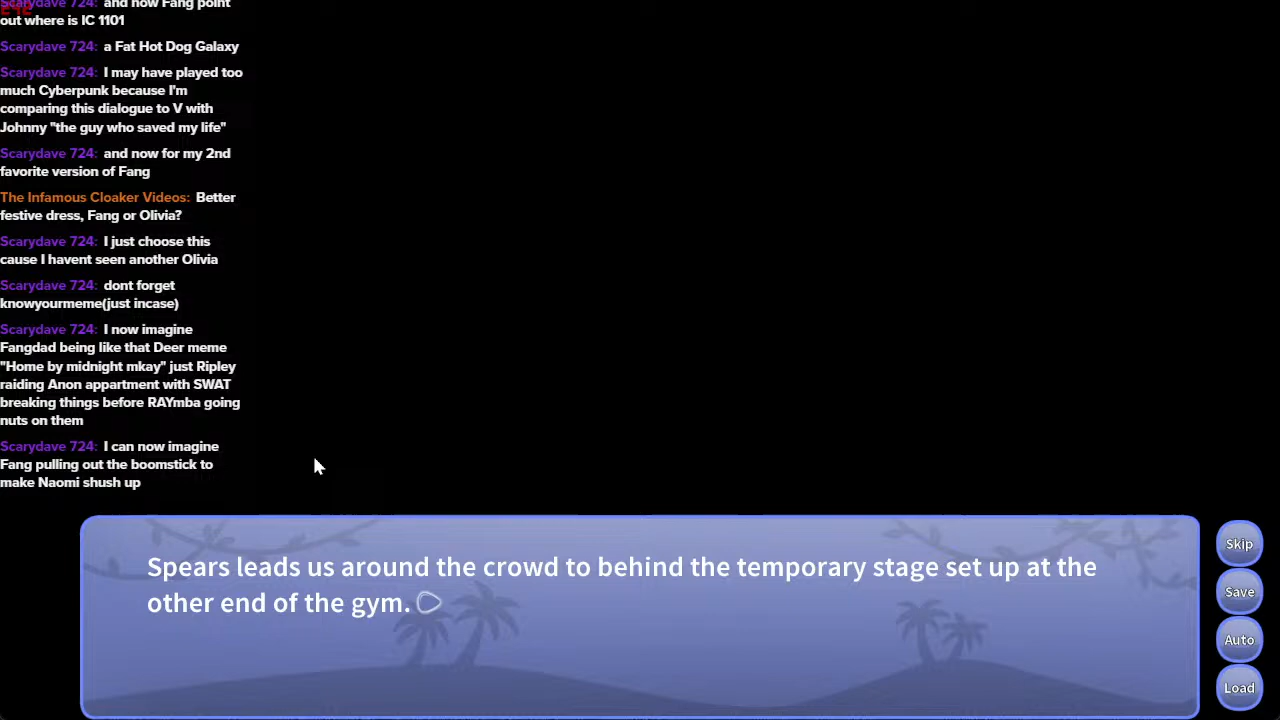 Scarydave 724: and now Fang point
out where is IC 1101
Scarydave 724: a Fat Hot Dog Galaxy
Scarydave 724: I may have played too
much Cyberpunk because I'm
comparing this dialogue to V with
Johnny "the guy who saved my life"
Scarydave 724: and now for my 2nd
favorite version of Fang
The Infamous Cloaker Videos: Better
festive dress, Fang or Olivia?
Scarydave 724: I just choose this
cause I havent seen another Olivia
Scarydave 724: dont forget
knowyourmeme(just incase)
Scarydave 724: I now imagine
Fangdad being like that Deer meme
"Home by midnight mkay" just Ripley
raiding Anon appartment with SWAT
breaking things before RAYmba going
nuts on them
Scarydave 724: I can now imagine
Fang pulling out the boomstick to
make Naomi shush up
Spears leads us around the crowd to behind the temporary stage set up at the
other end of the gym.
Skip
Save
Auto
Load